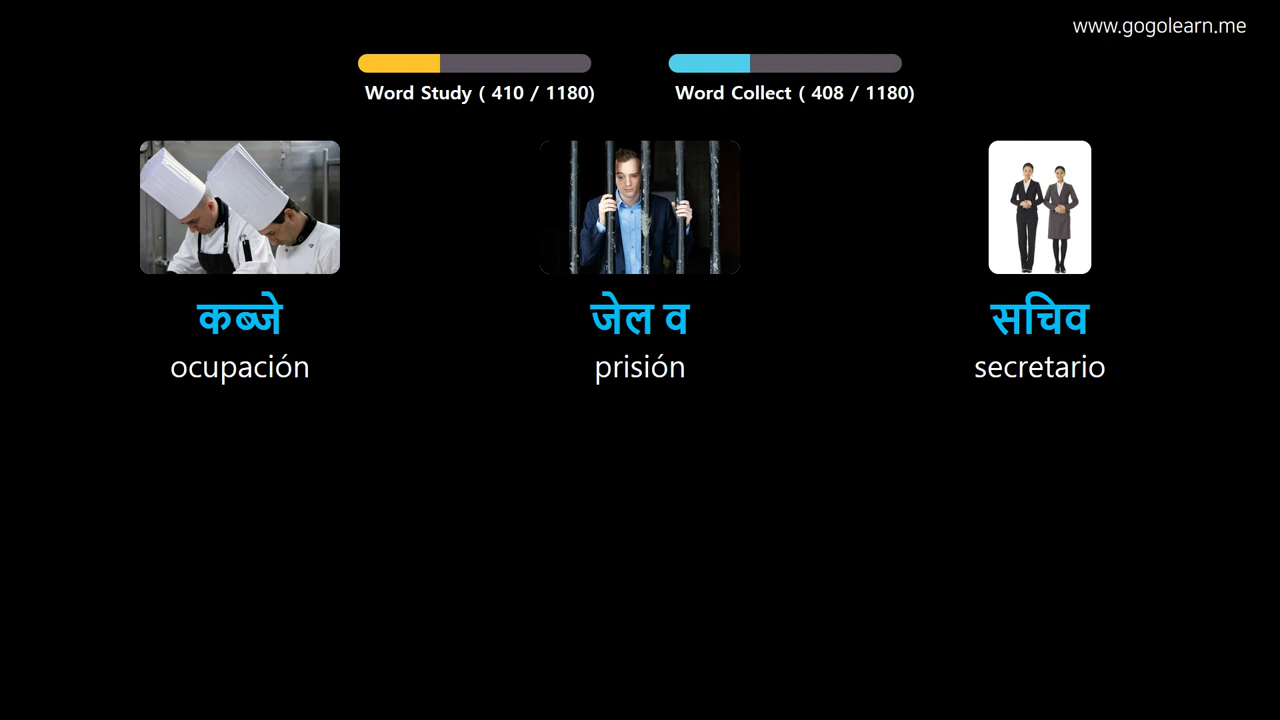 www.gogolearn.me
Word Study ( 410 / 1180)
Word Collect ( 408 / 1180)
कब्जे
ocupación
जेल व
prisión
सचिव
secretario